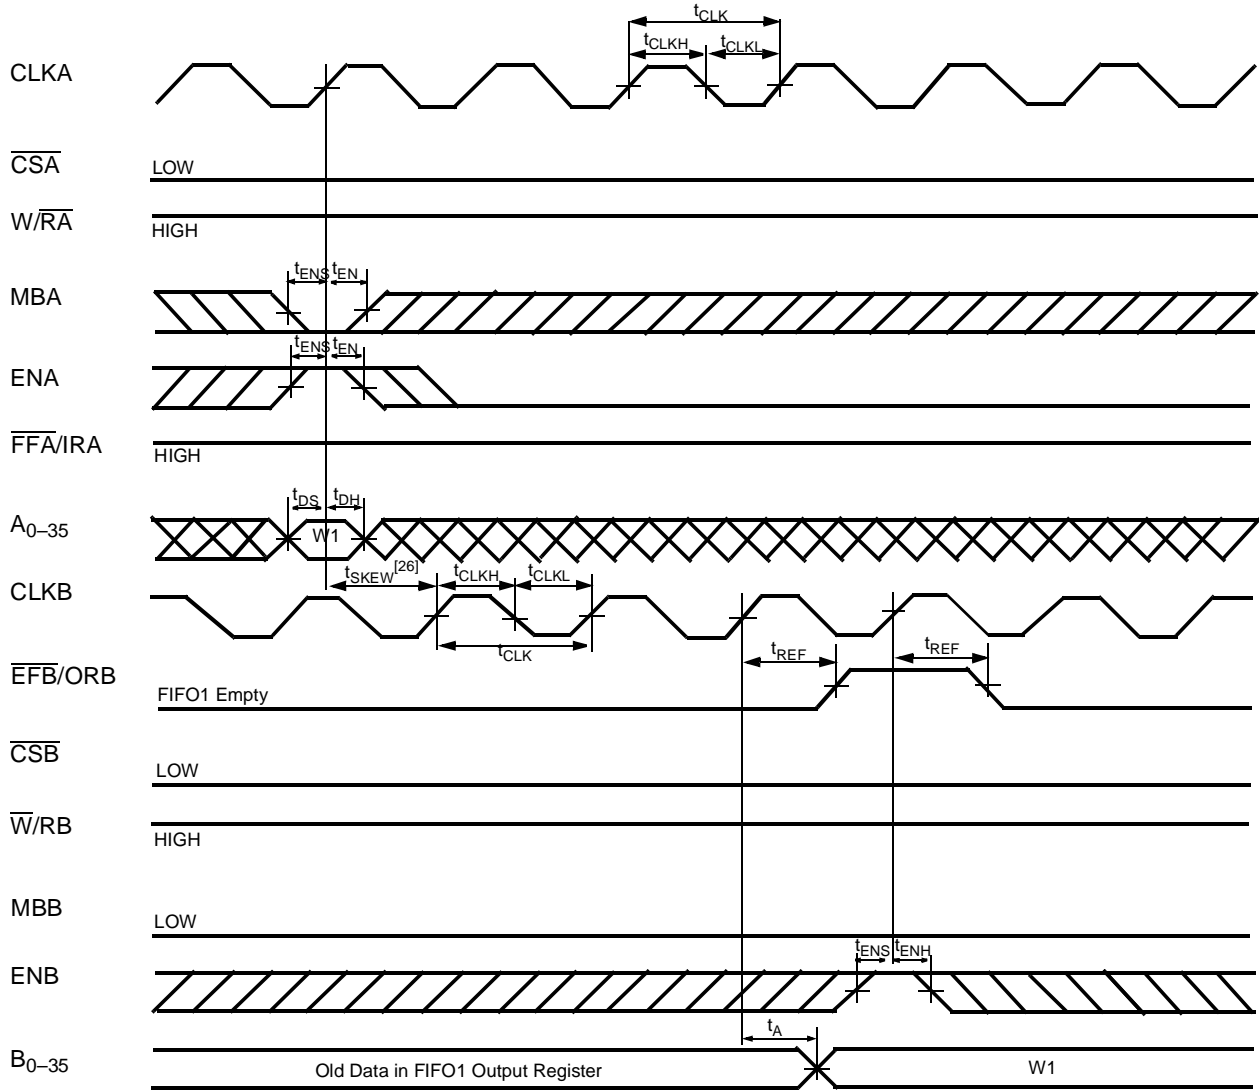 tCLK
tCLKH
tCLKL
CLKA
CSA
LOW
W/RA
HIGH
tENS
tEN
MBA
tENS
tEN
ENA
FFA/IRA
HIGH
tDS
tDH
A0–35
W1
tSKEW[26]
tCLKH
tCLKL
CLKB
tCLK
tREF
tREF
EFB/ORB
FIFO1 Empty
CSB
LOW
W/RB
HIGH
MBB
LOW
tENS
tENH
ENB
tA
B0–35
Old Data in FIFO1 Output Register
W1